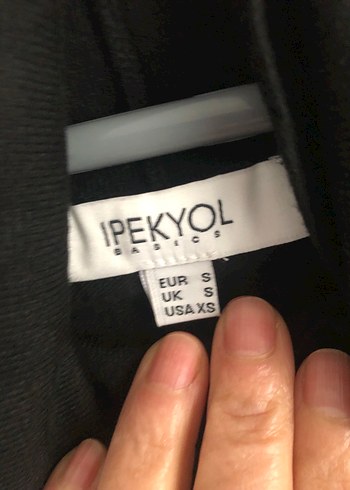 IPEKYOL
BASICS
EUR S
UK S
USA XS